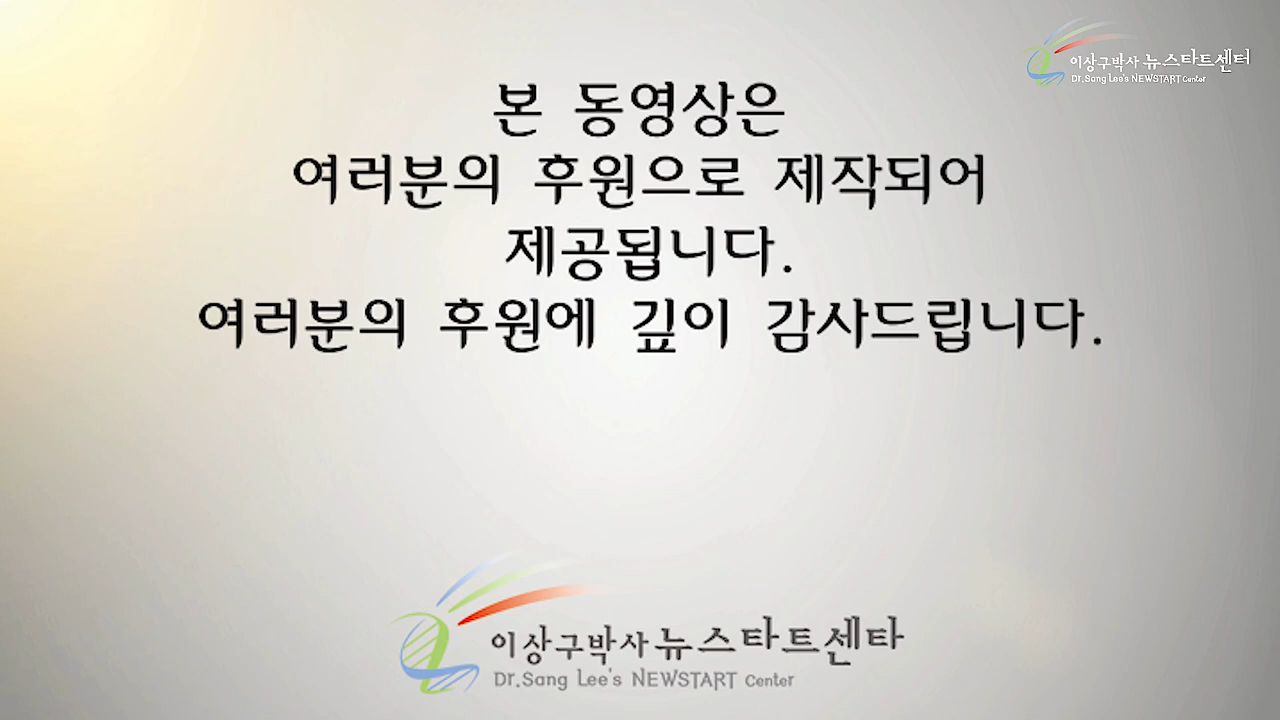 이상구박사 뉴스타트센터
Dr.Sang Lee's NEWSTART Center
본 동영상은
여러분의 후원으로 제작되어
제공됩니다.
여러분의 후원에 깊이 감사드립니다.
이상구박사 뉴스타트센타
Dr.Sang Lee's NEWSTART Center